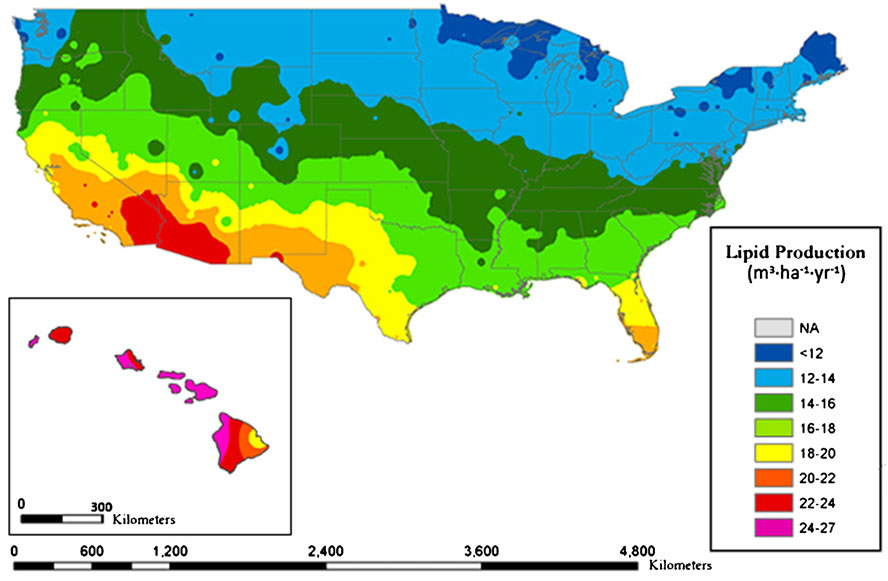 Lipid Production
(m³·ha⁻¹·yr⁻¹)
NA
<12
12-14
14-16
16-18
18-20
20-22
22-24
24-27
0 300
Kilometers
0 600 1,200 2,400 3,600 4,800
Kilometers